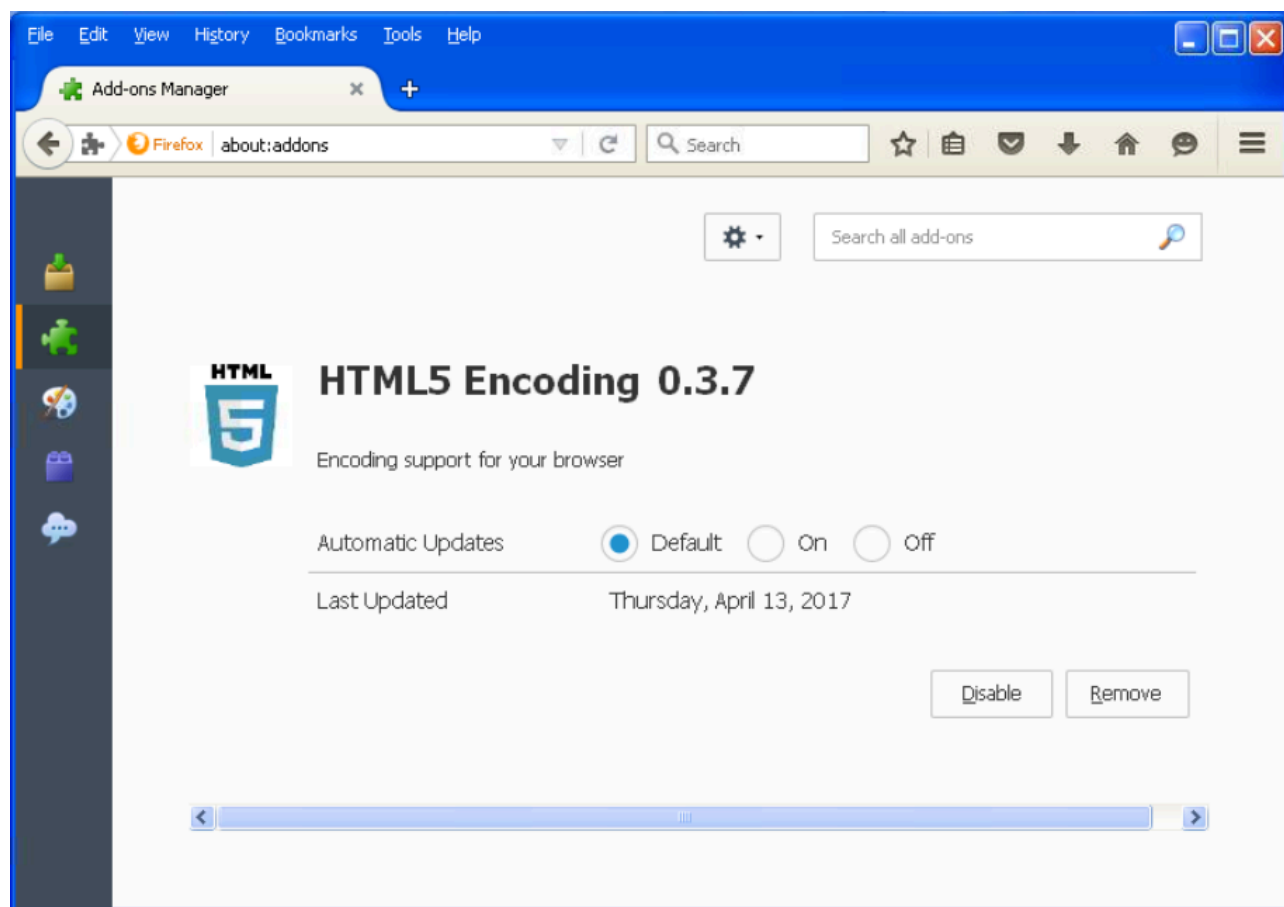 File Edit View History Bookmarks Tools Help
Add-ons Manager
Firefox about:addons Search
Search all add-ons
HTML
5
HTML5 Encoding 0.3.7
Encoding support for your browser
Automatic Updates Default On Off
Last Updated Thursday, April 13, 2017
Disable Remove